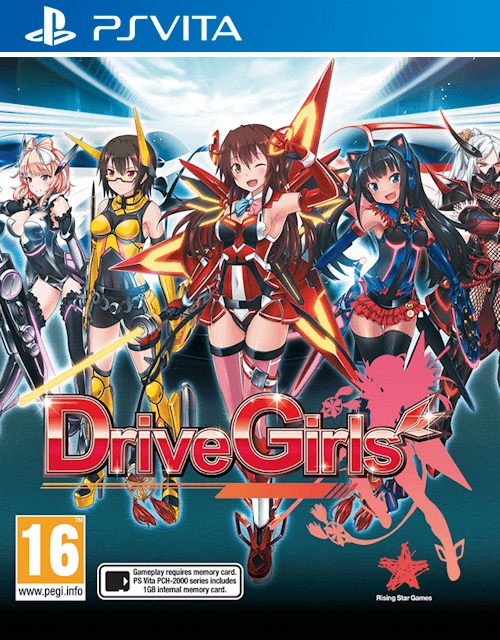 PSVITA
DriveGirls
16
™
www.pegi.info
Gameplay requires memory card.
PS Vita PCH-2000 series includes
1GB internal memory card.
Rising Star Games